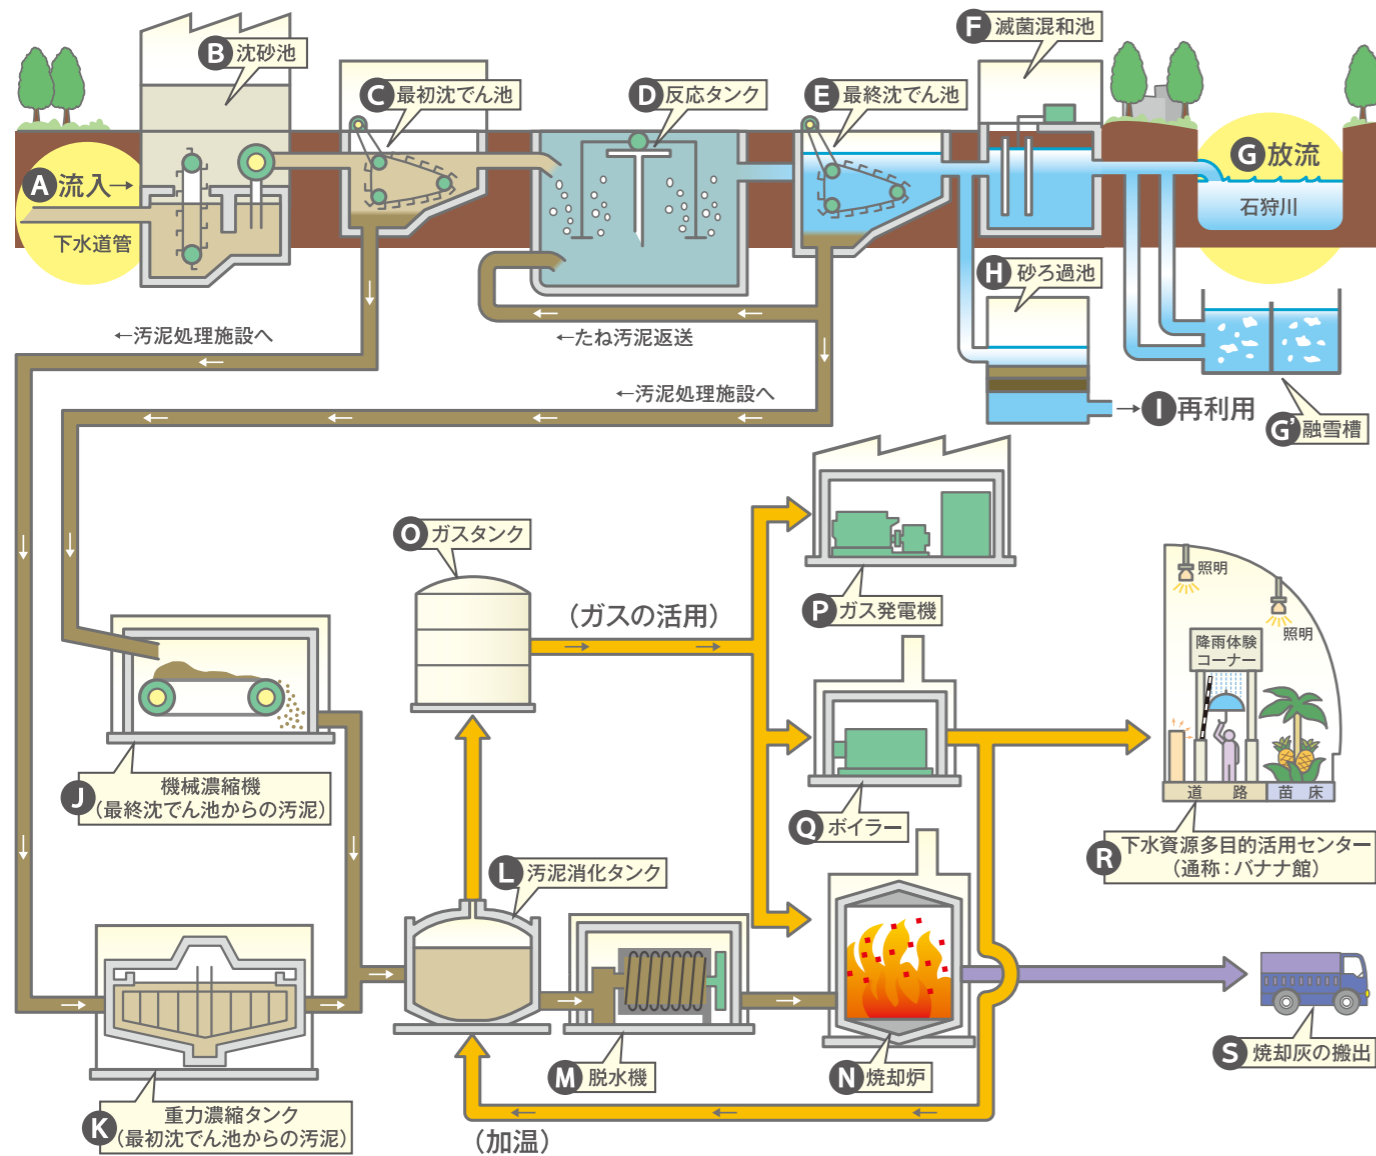 B 沈砂池
C 最初沈でん池
D 反応タンク
E 最終沈でん池
F 滅菌混和池
A 流入→
下水道管
G 放流
石狩川
H 砂ろ過池
←汚泥処理施設へ
←たね汚泥返送
←汚泥処理施設へ
→ I 再利用
G' 融雪槽
O ガスタンク
(ガスの活用)
P ガス発電機
照明
照明
降雨体験
コーナー
道 路
苗 床
J 機械濃縮機
(最終沈でん池からの汚泥)
Q ボイラー
R 下水資源多目的活用センター
(通称：バナナ館)
L 汚泥消化タンク
M 脱水機
N 焼却炉
S 焼却灰の搬出
K 重力濃縮タンク
(最初沈でん池からの汚泥)
(加温)